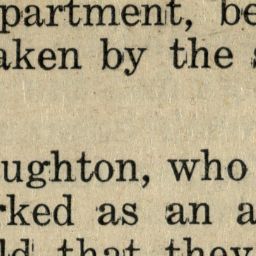 partment, be
aken by the s
ughton, who
rked as an a
ld that they